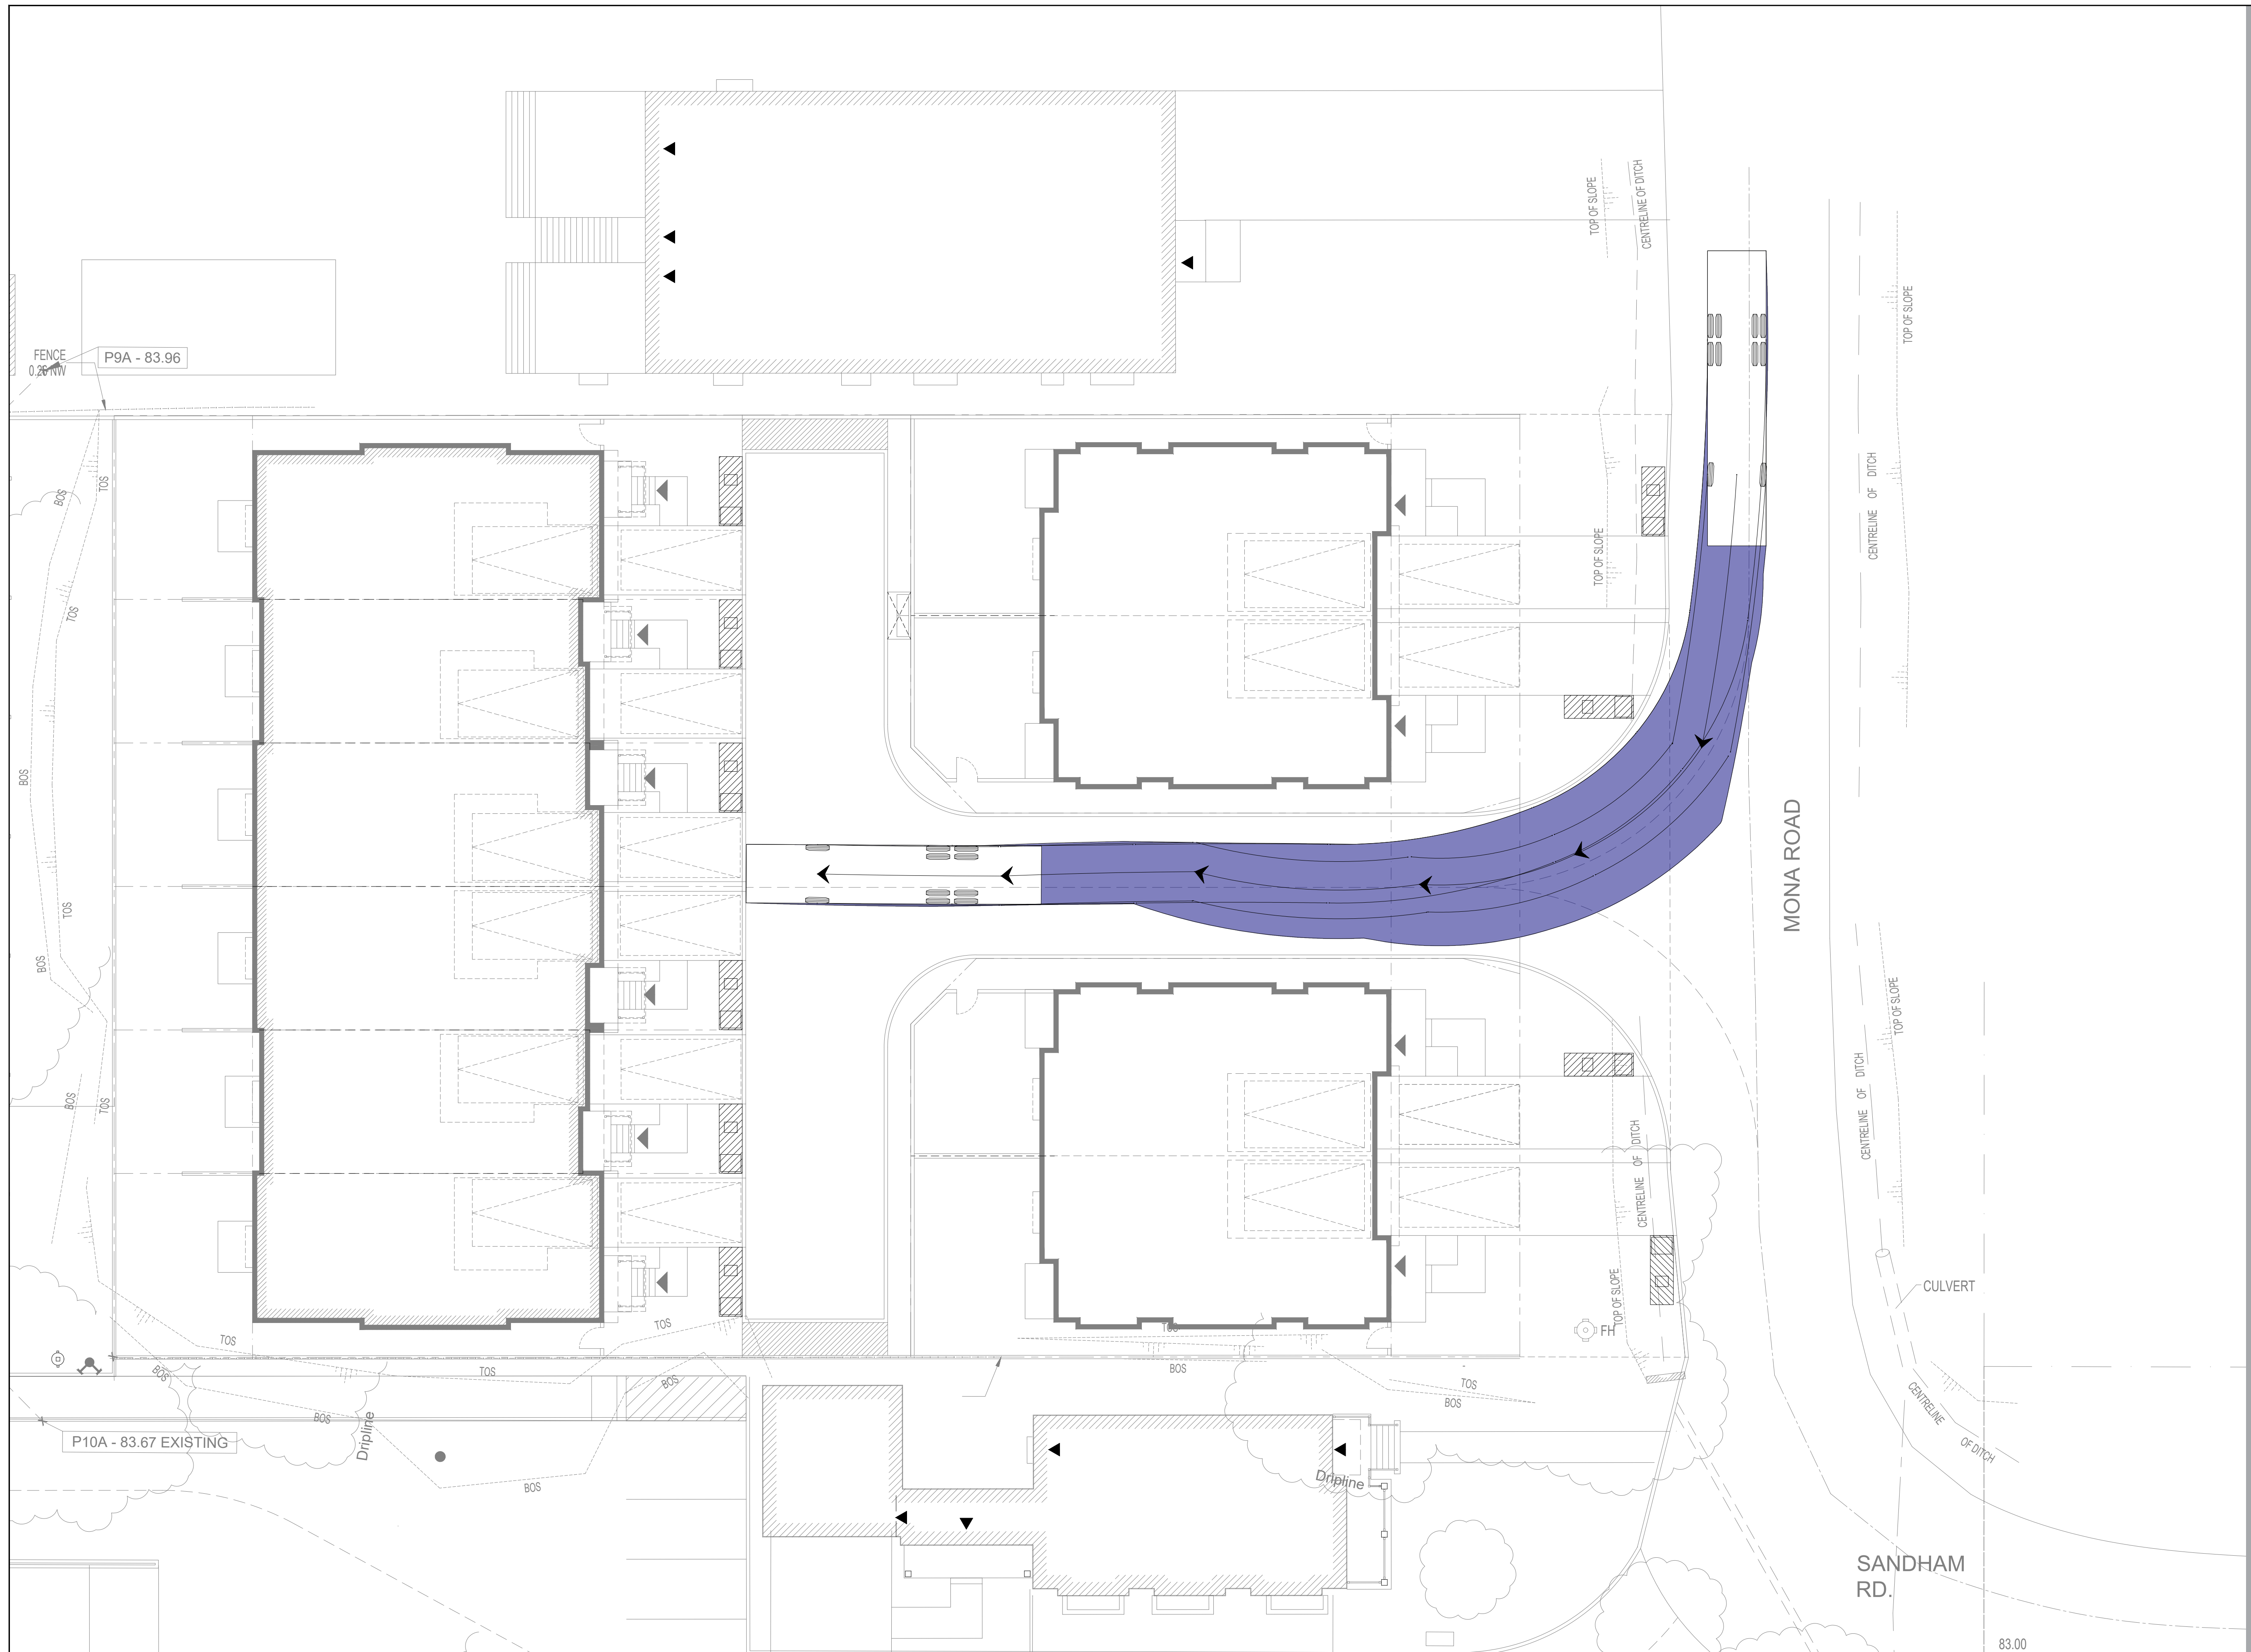 TOP OF SLOPE
CENTRELINE OF DITCH
TOP OF SLOPE
FENCE
0.26 NW
P9A - 83.96
CENTRELINE OF DITCH
TOP OF SLOPE
BOS
TOS
TOS
BOS
TOS
BOS
MONA ROAD
TOP OF SLOPE
CENTRELINE OF DITCH
BOS
TOS
CENTRELINE OF DITCH
TOP OF SLOPE
CULVERT
FH
TOS
TOS
TOS
BOS
TOS
BOS
BOS
TOS
BOS
BOS
Dripline
P10A - 83.67 EXISTING
BOS
Dripline
CENTRELINE
OF DITCH
SANDHAM
RD.
83.00